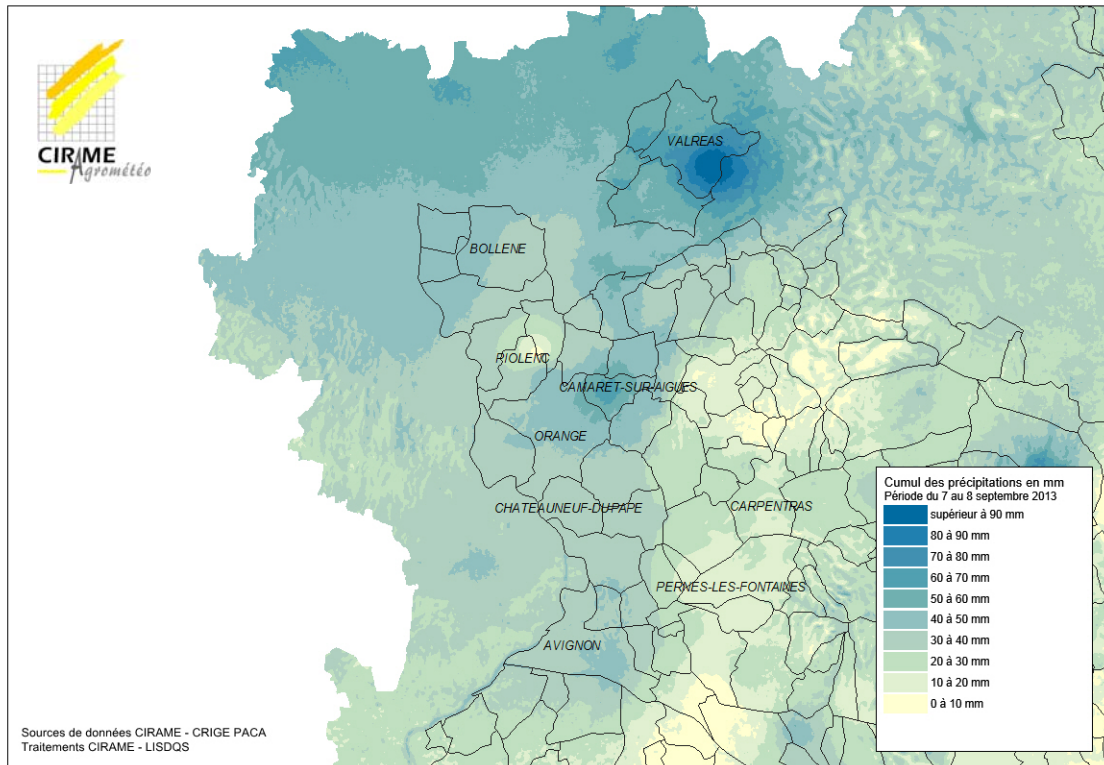 CIRAME
Agrométéo
VALREAS
BOLLENE
PIOLENC
CAMARET-SUR-AIGUES
ORANGE
CHATEAUNEUF-DU-PAPE
CARPENTRAS
PERNES-LES-FONTAINES
AVIGNON
Cumul des précipitations en mm
Période du 7 au 8 septembre 2013
supérieur à 90 mm
80 à 90 mm
70 à 80 mm
60 à 70 mm
50 à 60 mm
40 à 50 mm
30 à 40 mm
20 à 30 mm
10 à 20 mm
0 à 10 mm
Sources de données CIRAME - CRIGE PACA
Traitements CIRAME - LISDQS